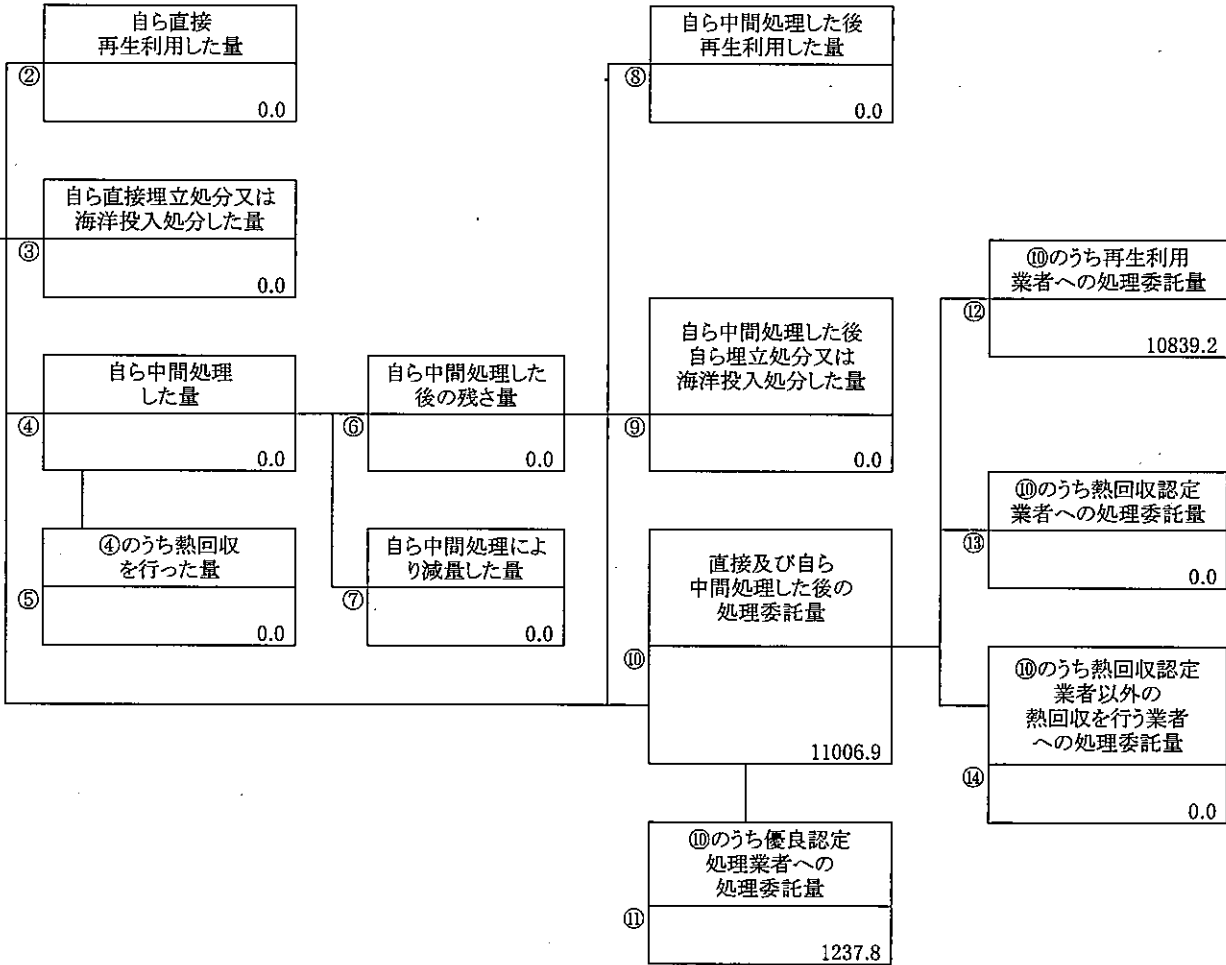 自ら直接
再生利用した量
②
0.0
自ら直接埋立処分又は
海洋投入処分した量
③
0.0
自ら中間処理
した量
④
0.0
④のうち熱回収
を行った量
⑤
0.0
自ら中間処理した
後の残さ量
⑥
0.0
自ら中間処理によ
り減量した量
⑦
0.0
自ら中間処理した後
再生利用した量
⑧
0.0
自ら中間処理した後
自ら埋立処分又は
海洋投入処分した量
⑨
0.0
直接及び自ら
中間処理した後の
処理委託量
⑩
11006.9
⑩のうち優良認定
処理業者への
処理委託量
⑪
1237.8
⑩のうち再生利用
業者への処理委託量
⑫
10839.2
⑩のうち熱回収認定
業者への処理委託量
⑬
0.0
⑩のうち熱回収認定
業者以外の
熱回収を行う業者
への処理委託量
⑭
0.0